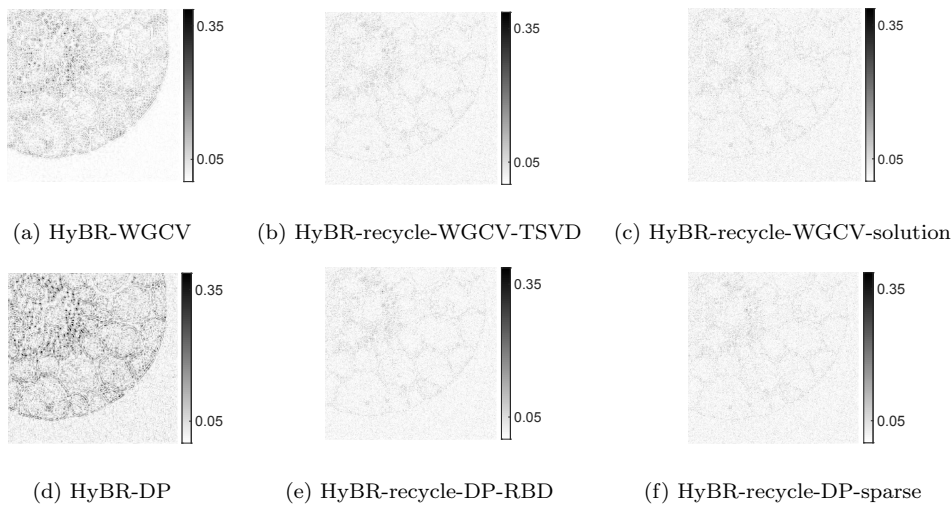 0.35
0.05
0.35
0.05
0.35
0.05
(a) HyBR-WGCV
(b) HyBR-recycle-WGCV-TSVD
(c) HyBR-recycle-WGCV-solution
0.35
0.05
0.35
0.05
0.35
0.05
(d) HyBR-DP
(e) HyBR-recycle-DP-RBD
(f) HyBR-recycle-DP-sparse